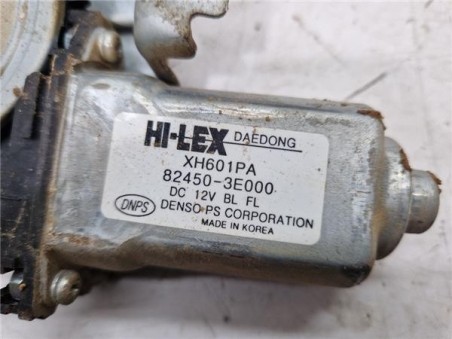 HI-LEX DAEDONG
XH601PA
82450-3E000
DC 12V BL FL
DNPS DENSO PS CORPORATION
MADE IN KOREA